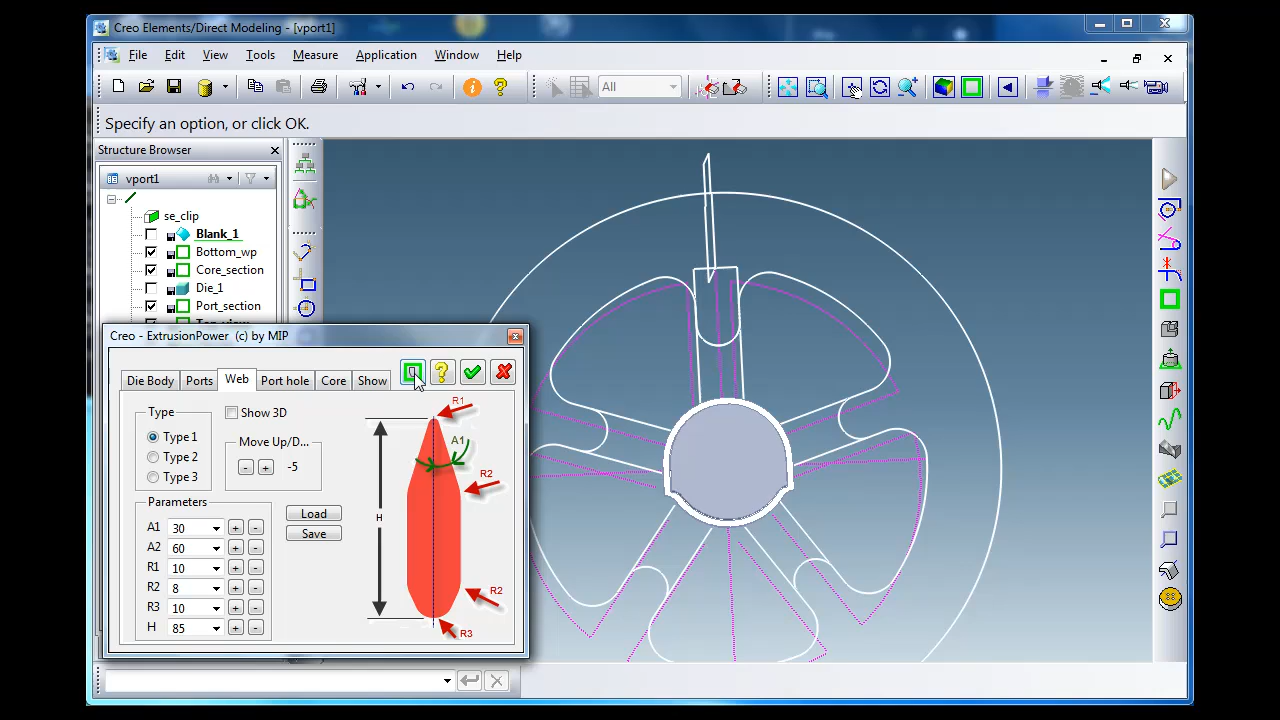 Creo Elements/Direct Modeling - [vport1]
File Edit View Tools Measure Application Window Help
All
Specify an option, or click OK.
Structure Browser
vport1
se_clip
Blank_1
Bottom_wp
Core_section
Die_1
Port_section
Creo - ExtrusionPower (c) by MIP
Die Body Ports Web Port hole Core Show
Type
Type 1
Type 2
Type 3
Show 3D
Move Up/D...
- + -5
Parameters
A1 30 + -
A2 60 + -
R1 10 + -
R2 8 + -
R3 10 + -
H 85 + -
Load
Save
R1
A1
R2
H
R2
R3